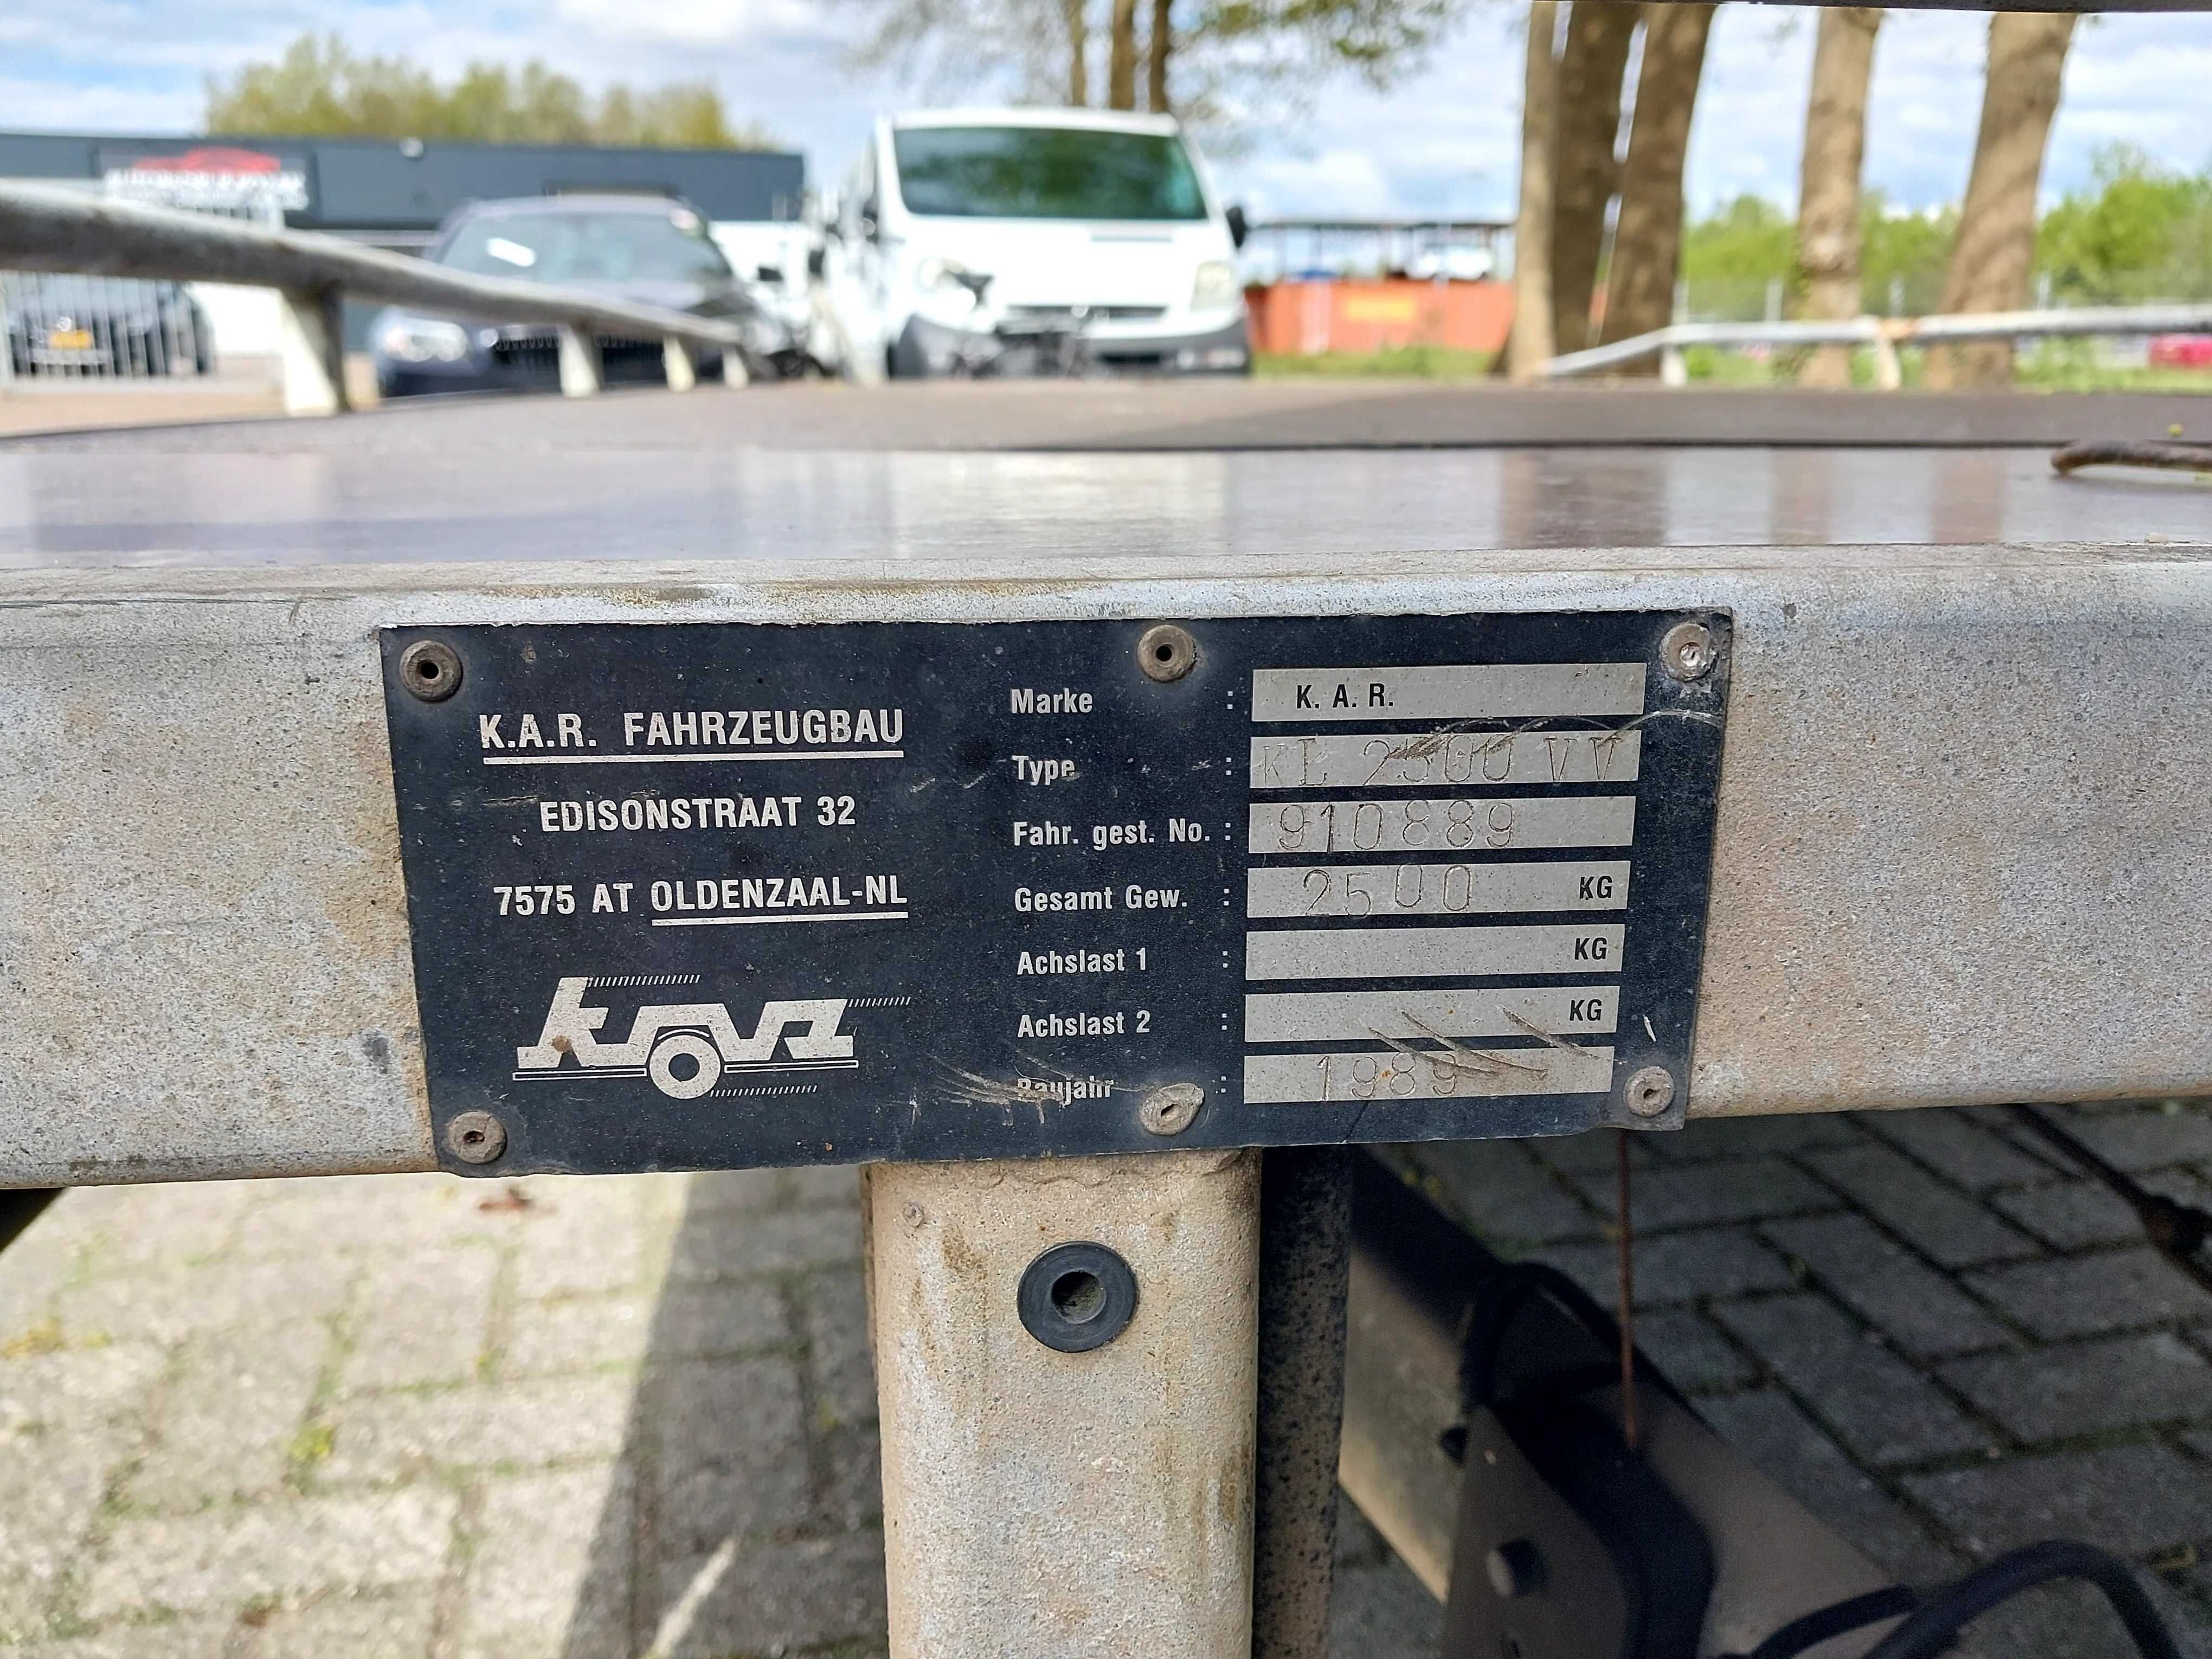 K.A.R. FAHRZEUGBAU
EDISONSTRAAT 32
7575 AT OLDENZAAL-NL
kar
Marke : K. A. R.
Type : KL 2500 VV
Fahr. gest. No. : 910889
Gesamt Gew. : 2500 KG
Achslast 1 : KG
Achslast 2 : KG
Baujahr : 1989